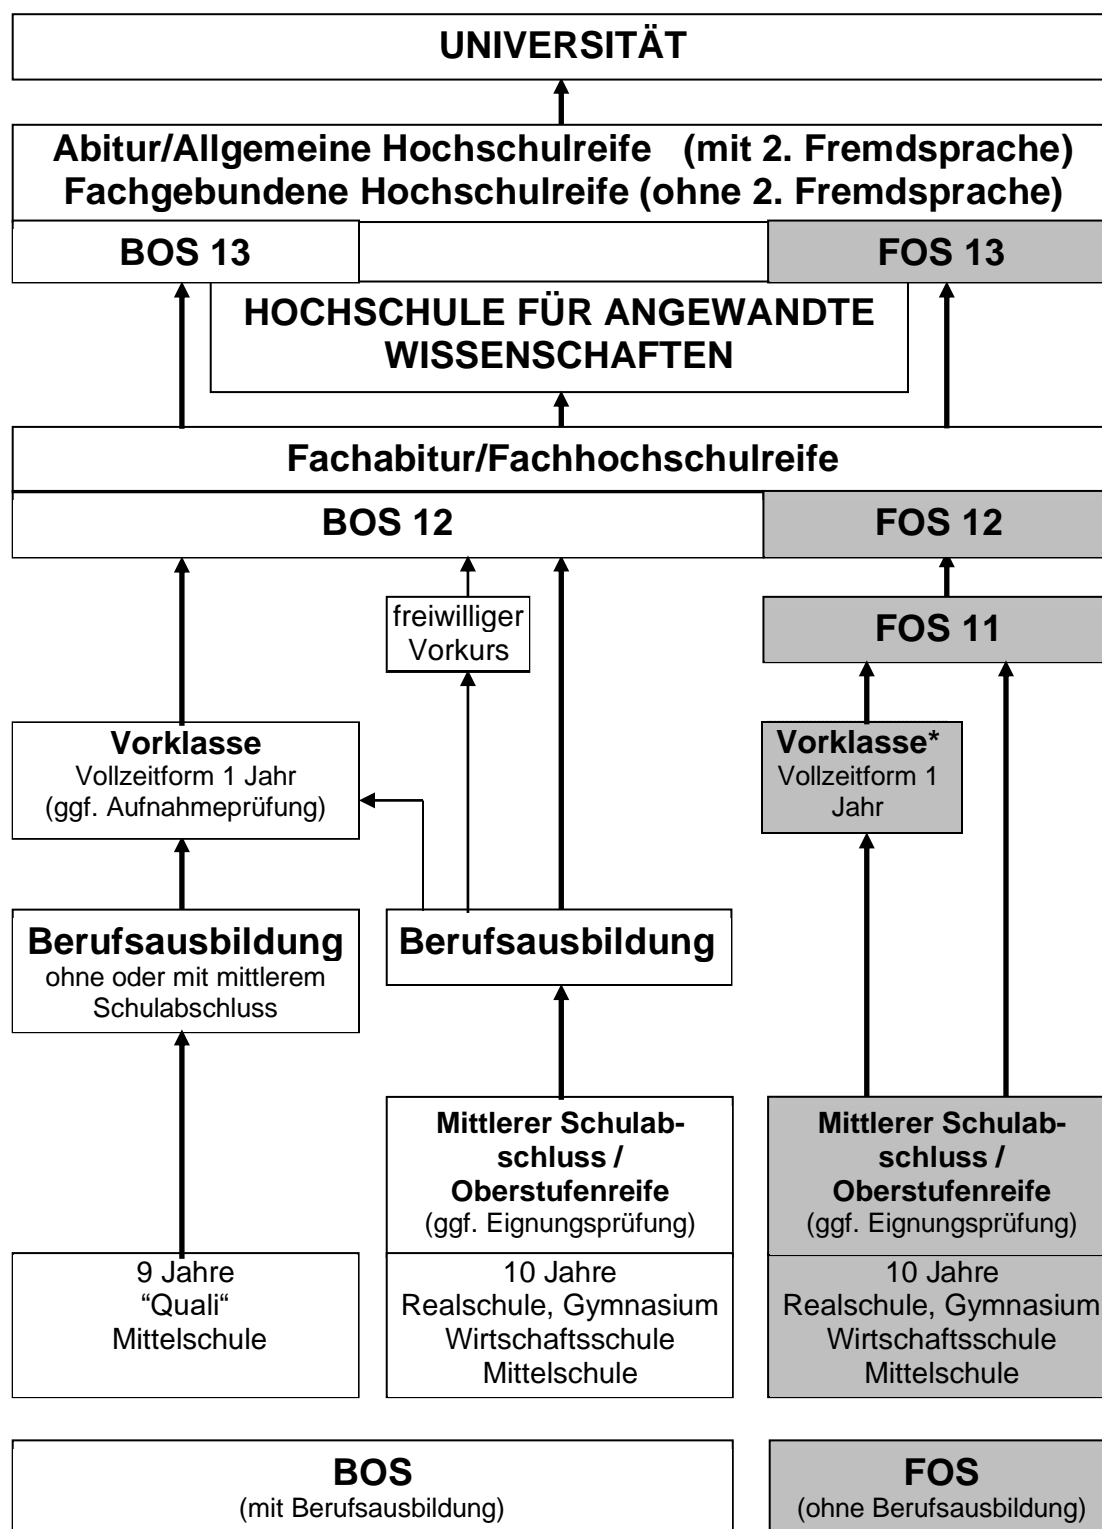 UNIVERSITÄT
Abitur/Allgemeine Hochschulreife (mit 2. Fremdsprache)
Fachgebundene Hochschulreife (ohne 2. Fremdsprache)
BOS 13
FOS 13
HOCHSCHULE FÜR ANGEWANDTE
WISSENSCHAFTEN
Fachabitur/Fachhochschulreife
BOS 12
FOS 12
freiwilliger
Vorkurs
FOS 11
Vorklasse
Vollzeitform 1 Jahr
(ggf. Aufnahmeprüfung)
Vorklasse*
Vollzeitform 1
Jahr
Berufsausbildung
ohne oder mit mittlerem
Schulabschluss
Berufsausbildung
Mittlerer Schulab-
schluss /
Oberstufenreife
(ggf. Eignungsprüfung)
Mittlerer Schulab-
schluss /
Oberstufenreife
(ggf. Eignungsprüfung)
9 Jahre
“Quali“
Mittelschule
10 Jahre
Realschule, Gymnasium
Wirtschaftsschule
Mittelschule
10 Jahre
Realschule, Gymnasium
Wirtschaftsschule
Mittelschule
BOS
(mit Berufsausbildung)
FOS
(ohne Berufsausbildung)